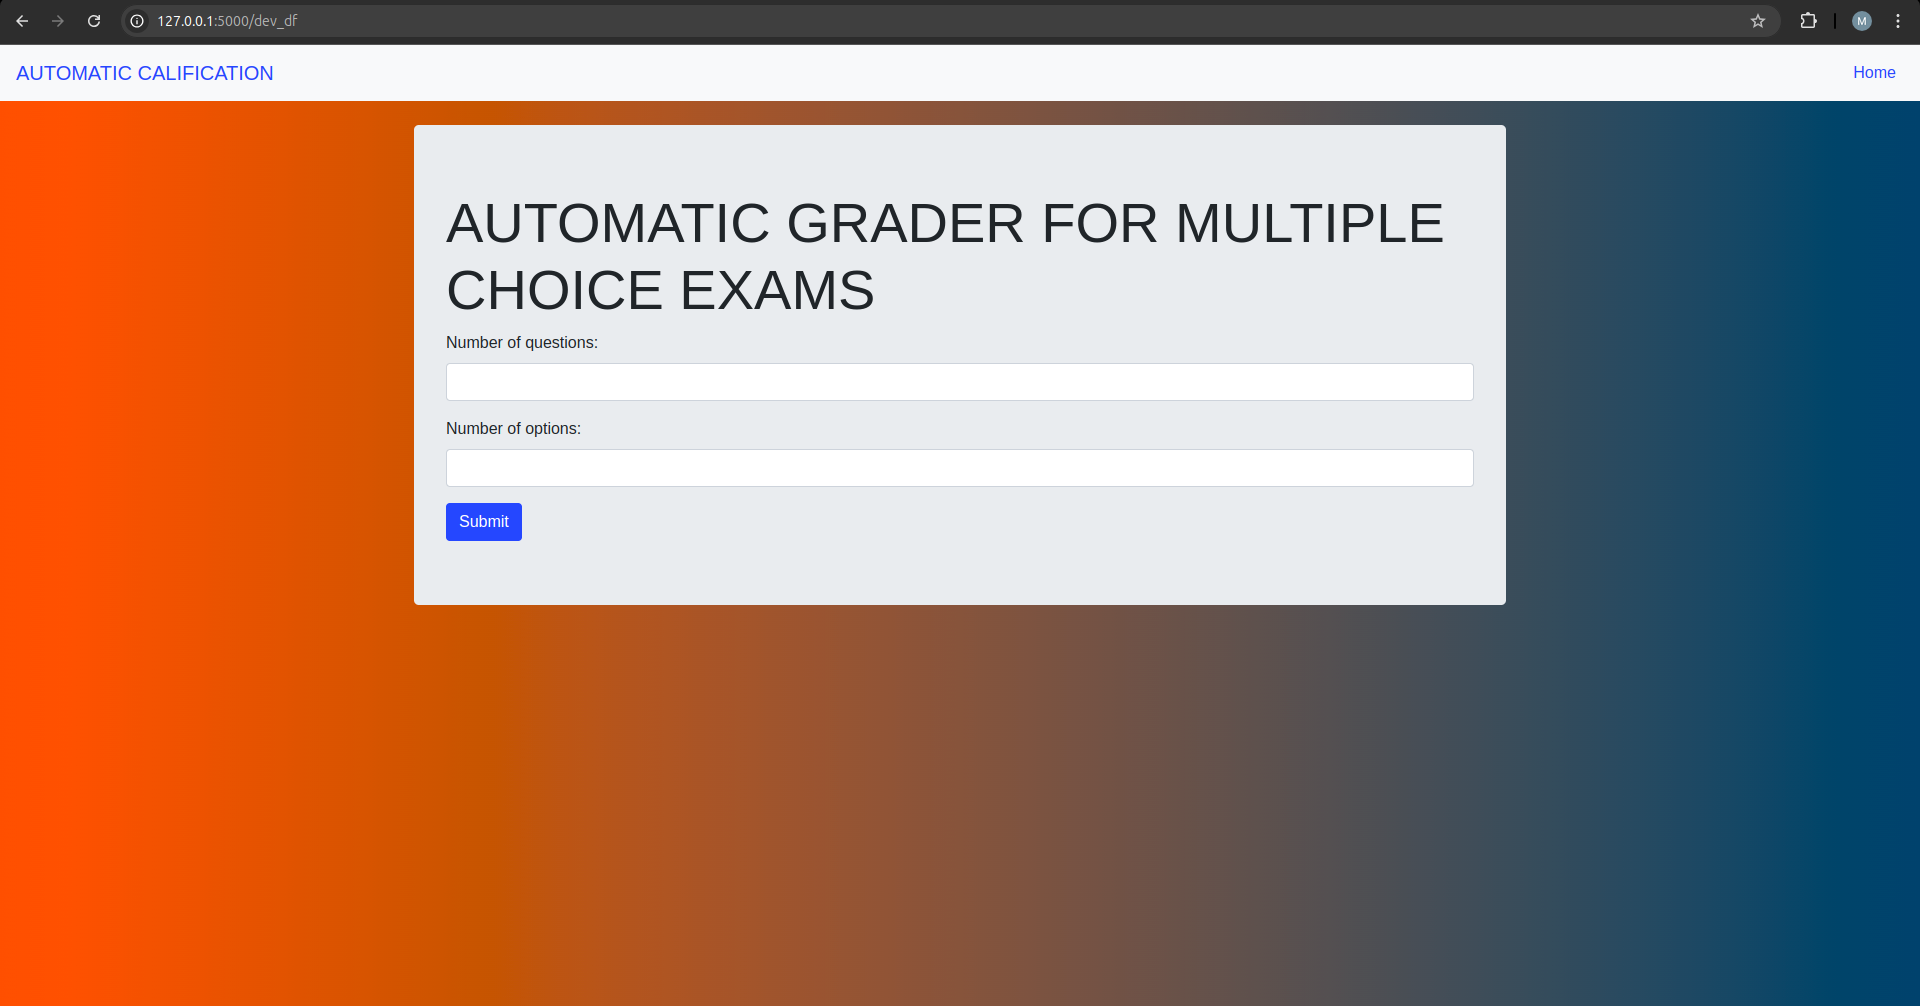 127.0.0.1:5000/dev_df
M
AUTOMATIC CALIFICATION
Home
AUTOMATIC GRADER FOR MULTIPLE
CHOICE EXAMS
Number of questions:
Number of options:
Submit